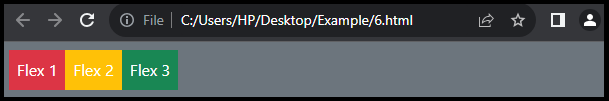 File C:/Users/HP/Desktop/Example/6.html
Flex 1 Flex 2 Flex 3